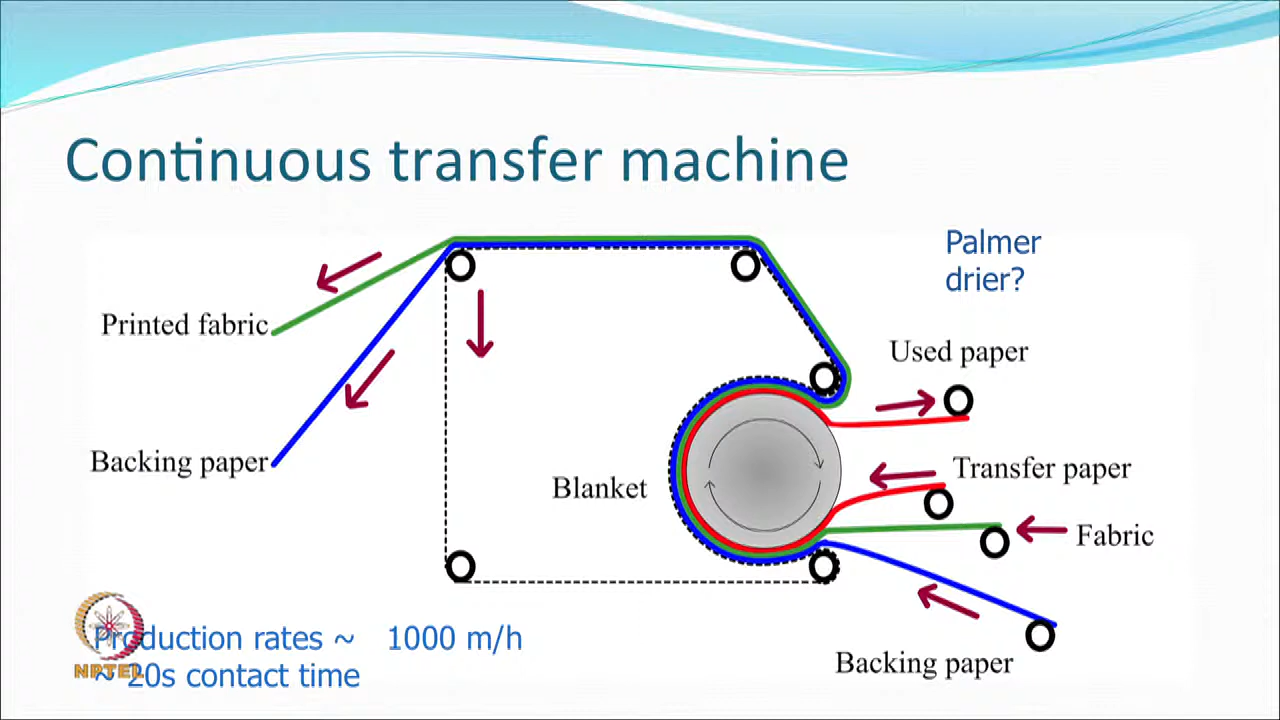 Continuous transfer machine
Palmer
drier?
Printed fabric
Used paper
Backing paper
Blanket
Transfer paper
Fabric
Backing paper
Production rates ~ 1000 m/h
~ 20s contact time
NPTEL